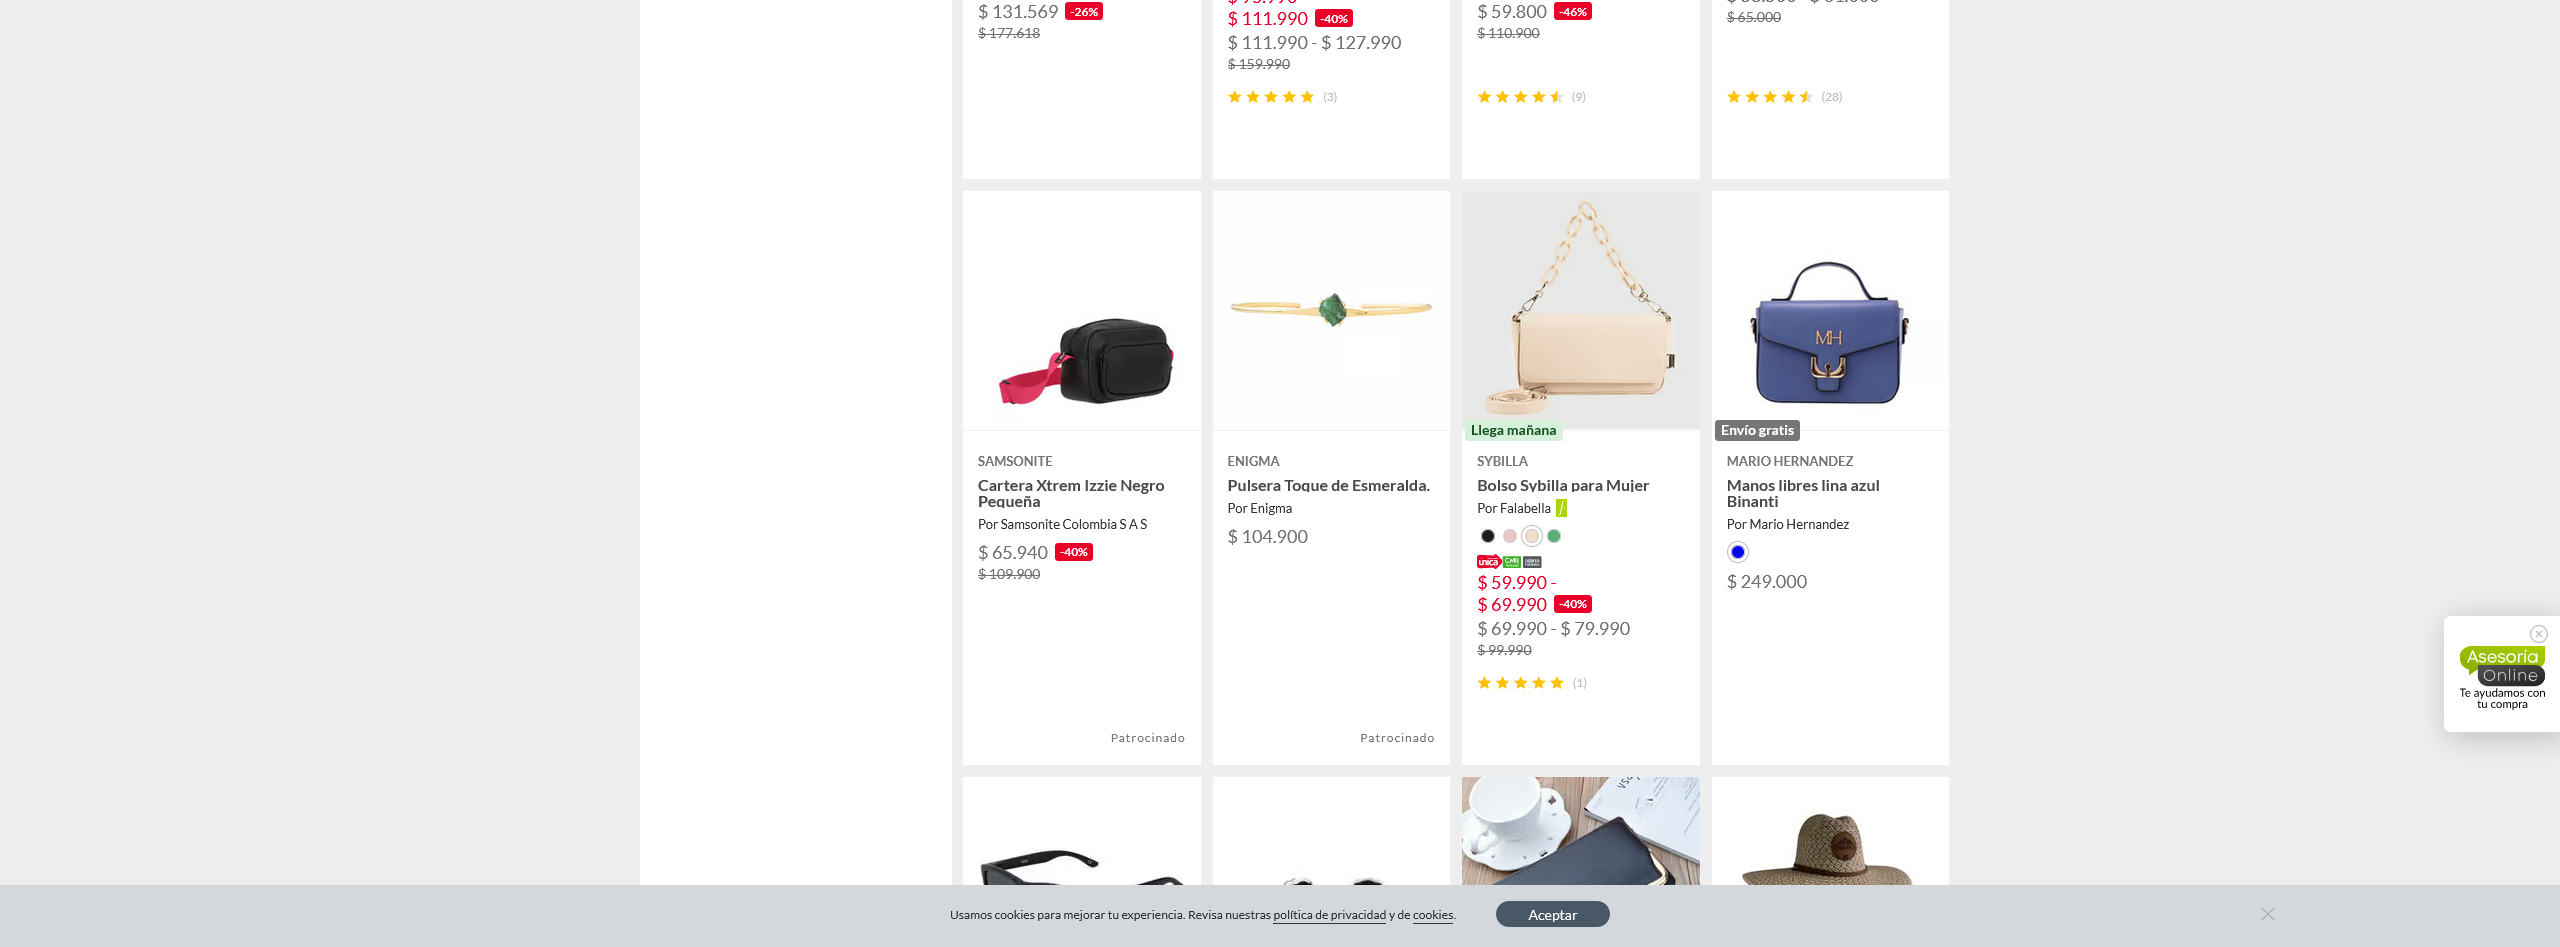 $ 131.569 -26%
$ 177.618
$ 111.990 -40%
$ 111.990 - $ 127.990
$ 159.990
(3)
$ 59.800 -46%
$ 110.900
(9)
$ 65.000
(28)
SAMSONITE
Cartera Xtrem Izzie Negro
Pequeña
Por Samsonite Colombia S A S
$ 65.940 -40%
$ 109.900
Patrocinado
ENIGMA
Pulsera Toque de Esmeralda.
Por Enigma
$ 104.900
Patrocinado
Llega mañana
SYBILLA
Bolso Sybilla para Mujer
Por Falabella
unica CMR
$ 59.990 -
$ 69.990 -40%
$ 69.990 - $ 79.990
$ 99.990
(1)
MH
Envío gratis
MARIO HERNANDEZ
Manos libres lina azul
Binanti
Por Mario Hernandez
$ 249.000
Asesoría
Online
Te ayudamos con
tu compra
Usamos cookies para mejorar tu experiencia. Revisa nuestras política de privacidad y de cookies.
Aceptar